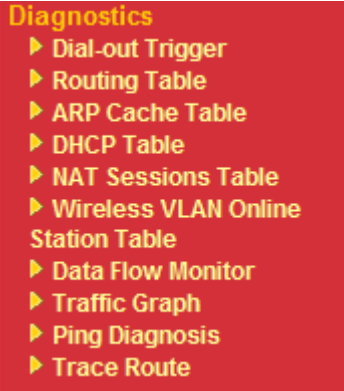 Diagnostics
Dial-out Trigger
Routing Table
ARP Cache Table
DHCP Table
NAT Sessions Table
Wireless VLAN Online
Station Table
Data Flow Monitor
Traffic Graph
Ping Diagnosis
Trace Route